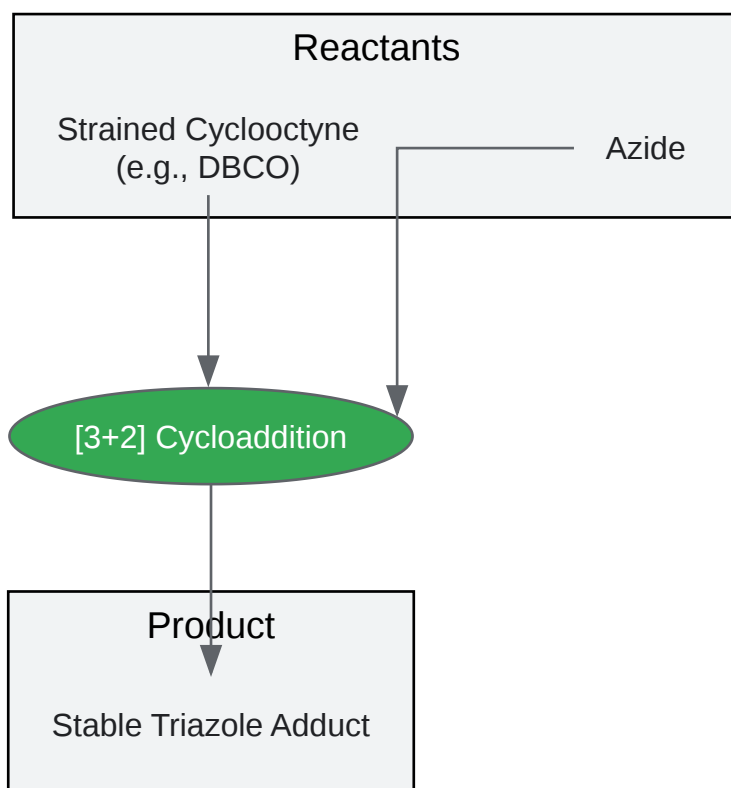 Reactants
Strained Cyclooctyne
(e.g., DBCO)
Azide
[3+2] Cycloaddition
Product
Stable Triazole Adduct